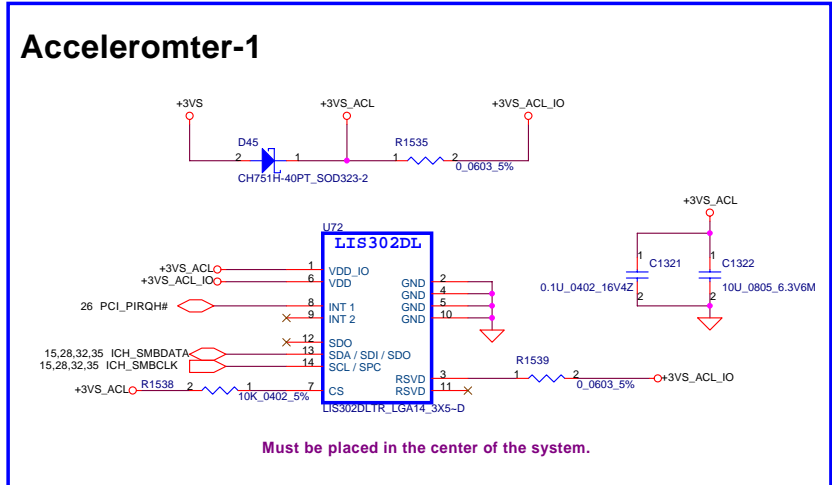 Acceleromter-1
+3VS
+3VS_ACL
+3VS_ACL_IO
D45
R1535
2
1
1
2
CH751H-40PT_SOD323-2
0_0603_5%
+3VS_ACL
U72
LIS302DL
+3VS_ACL
1
VDD_IO
+3VS_ACL_IO
6
VDD
26 PCI_PIRQH#
8
INT 1
9
INT 2
12
SDO
15,28,32,35 ICH_SMBDATA
13
SDA / SDI / SDO
15,28,32,35 ICH_SMBCLK
14
SCL / SPC
+3VS_ACL
R1538
2
1
10K_0402_5%
7
CS
GND
2
GND
4
GND
5
GND
10
RSVD
3
RSVD
11
LIS302DLTR_LGA14_3X5~D
R1539
1
2
0_0603_5%
+3VS_ACL_IO
1
C1321
2
0.1U_0402_16V4Z
1
C1322
2
10U_0805_6.3V6M
Must be placed in the center of the system.